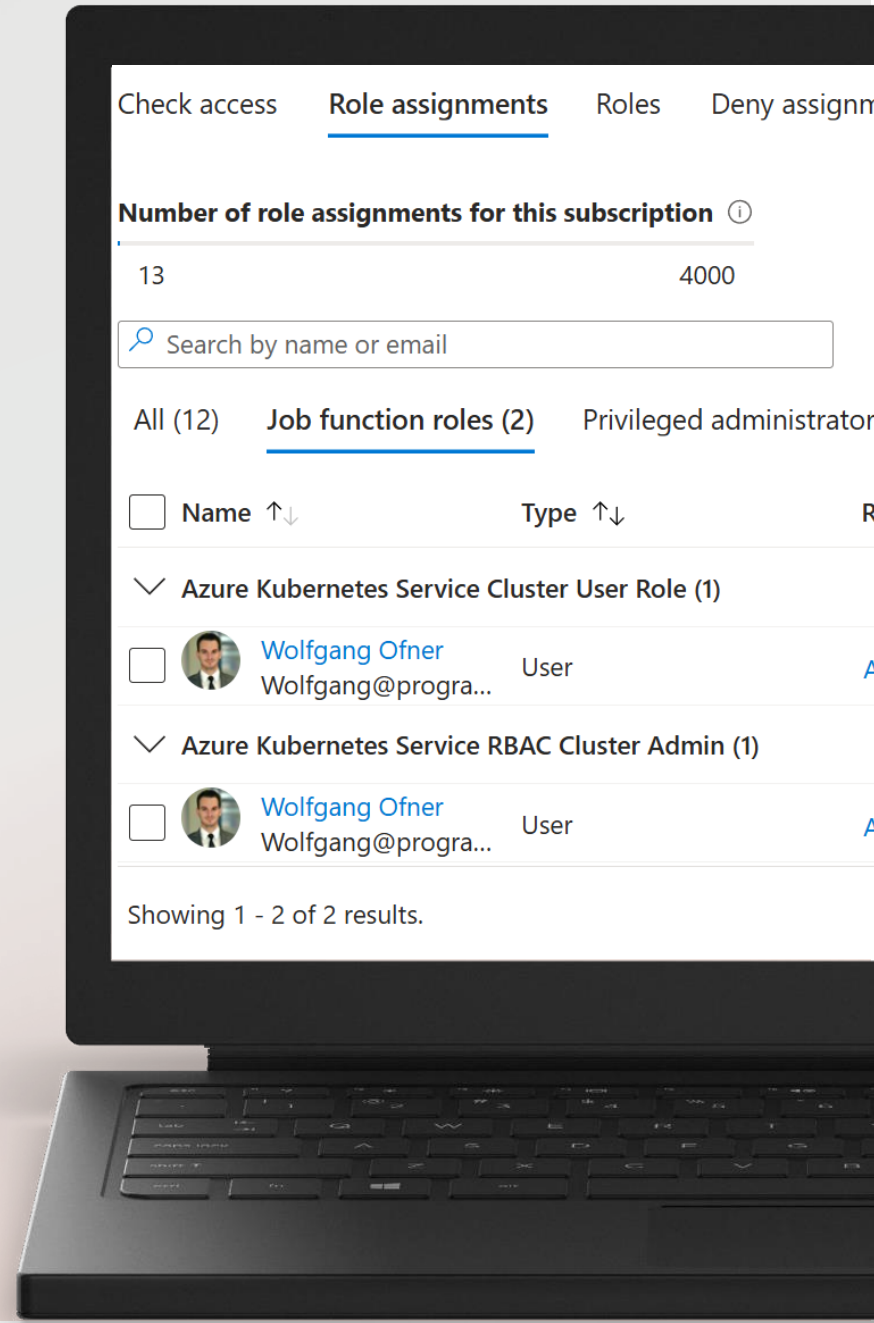 Check access Role assignments Roles Deny assignm
Number of role assignments for this subscription
13 4000
Search by name or email
All (12) Job function roles (2) Privileged administrator
Name Type R
Azure Kubernetes Service Cluster User Role (1)
Wolfgang Ofner
Wolfgang@progra... User A
Azure Kubernetes Service RBAC Cluster Admin (1)
Wolfgang Ofner
Wolfgang@progra... User A
Showing 1 - 2 of 2 results.